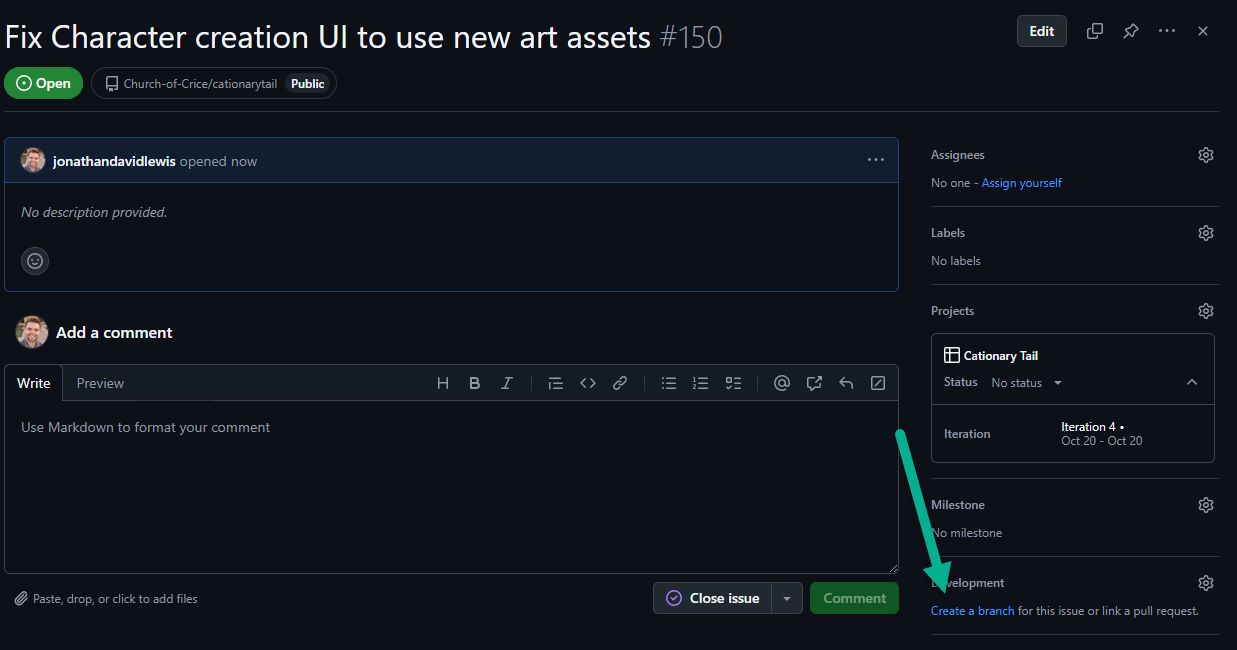 Fix Character creation UI to use new art assets #150
Edit
Open
Church-of-Crice/cationarytail Public
jonathandavidlewis opened now
No description provided.
Add a comment
Write Preview
Use Markdown to format your comment
Paste, drop, or click to add files
Close issue
Comment
Assignees
No one - Assign yourself
Labels
No labels
Projects
Cationary Tail
Status No status
Iteration
Iteration 4 •
Oct 20 - Oct 20
Milestone
No milestone
Development
Create a branch for this issue or link a pull request.